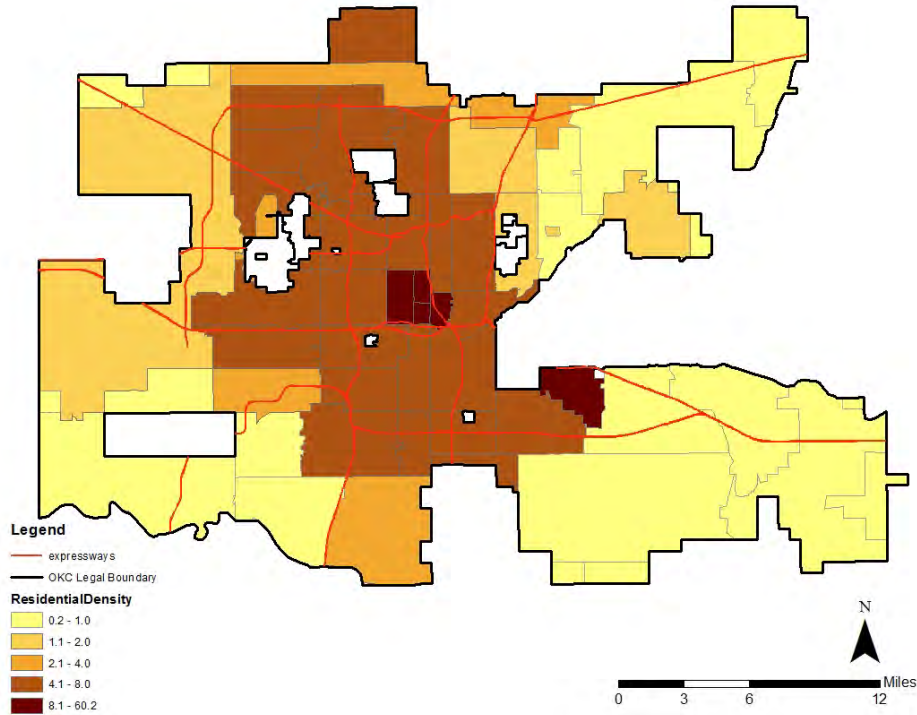 Legend
expressways
OKC Legal Boundary
ResidentialDensity
0.2 - 1.0
1.1 - 2.0
2.1 - 4.0
4.1 - 8.0
8.1 - 60.2
N
Miles
0 3 6 12